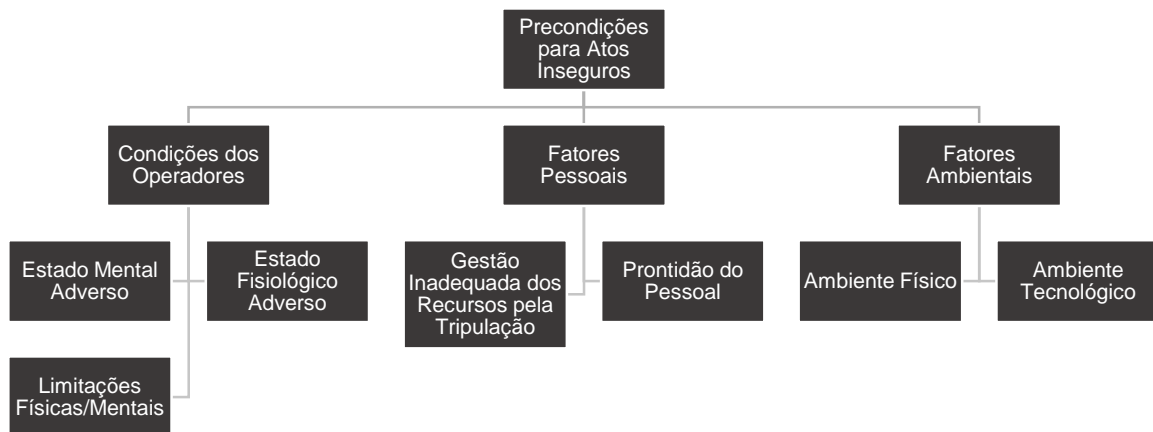 Precondições
para Atos
Inseguros
Condições dos
Operadores
Fatores
Pessoais
Fatores
Ambientais
Estado Mental
Adverso
Estado
Fisiológico
Adverso
Gestão
Inadequada dos
Recursos pela
Tripulação
Prontidão do
Pessoal
Ambiente Físico
Ambiente
Tecnológico
Limitações
Físicas/Mentais